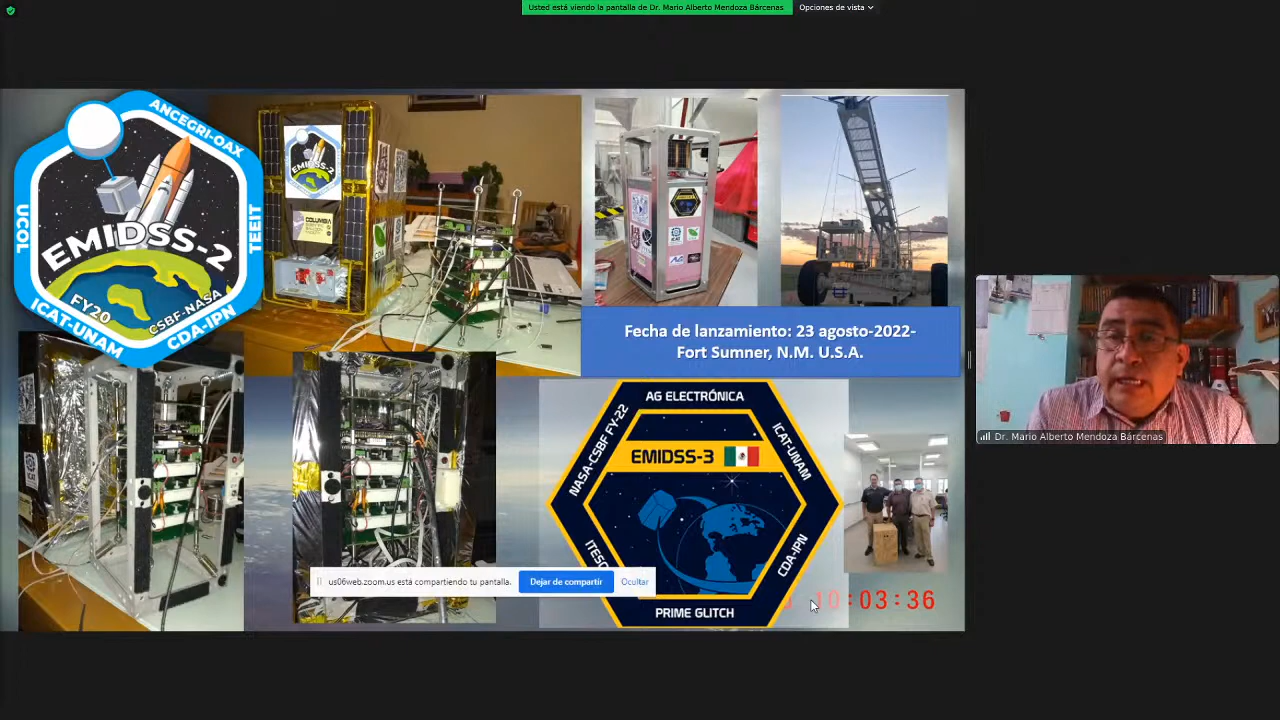 Usted está viendo la pantalla de Dr. Mario Alberto Mendoza Bárcenas
Opciones de vista
ANCEGRI-OAX
TEEIT
UCOL
EMIDSS-2
FY20
CSBF-NASA
ICAT-UNAM
CDA-IPN
EMIDSS-2
COLUMBIA
Fecha de lanzamiento: 23 agosto-2022-
Fort Sumner, N.M. U.S.A.
AG ELECTRÓNICA
NASA-CSBF FY-22
ICAT-UNAM
EMIDSS-3
ITESO
CDA-IPN
PRIME GLITCH
us06web.zoom.us está compartiendo tu pantalla.
Dejar de compartir
Ocultar
10:03:36
Dr. Mario Alberto Mendoza Bárcenas